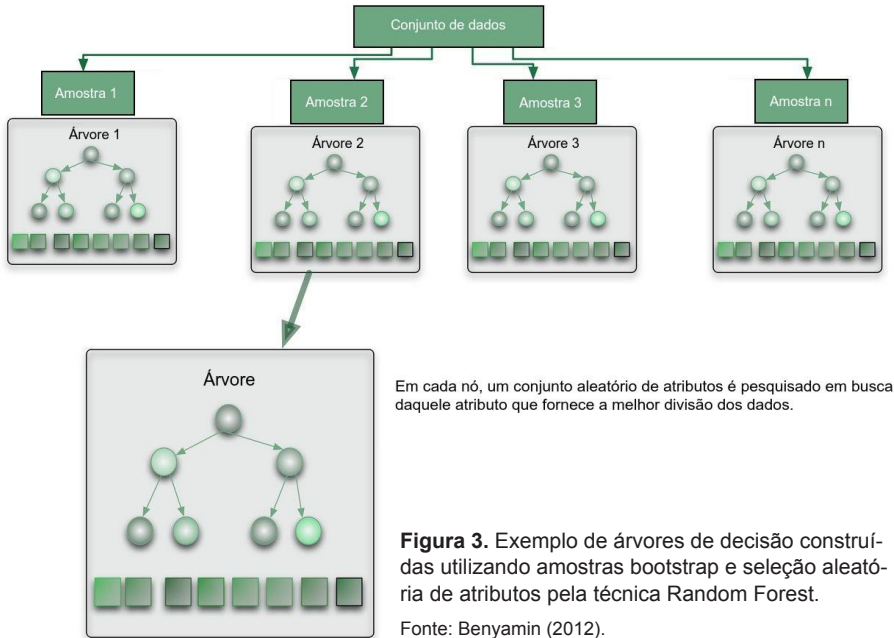 Conjunto de dados
Amostra 1
Amostra 2
Amostra 3
Amostra n
Árvore 1
Árvore 2
Árvore 3
Árvore n
Árvore
Em cada nó, um conjunto aleatório de atributos é pesquisado em busca
daquele atributo que fornece a melhor divisão dos dados.
Figura 3. Exemplo de árvores de decisão construí-
das utilizando amostras bootstrap e seleção aleató-
ria de atributos pela técnica Random Forest.
Fonte: Benyamin (2012).